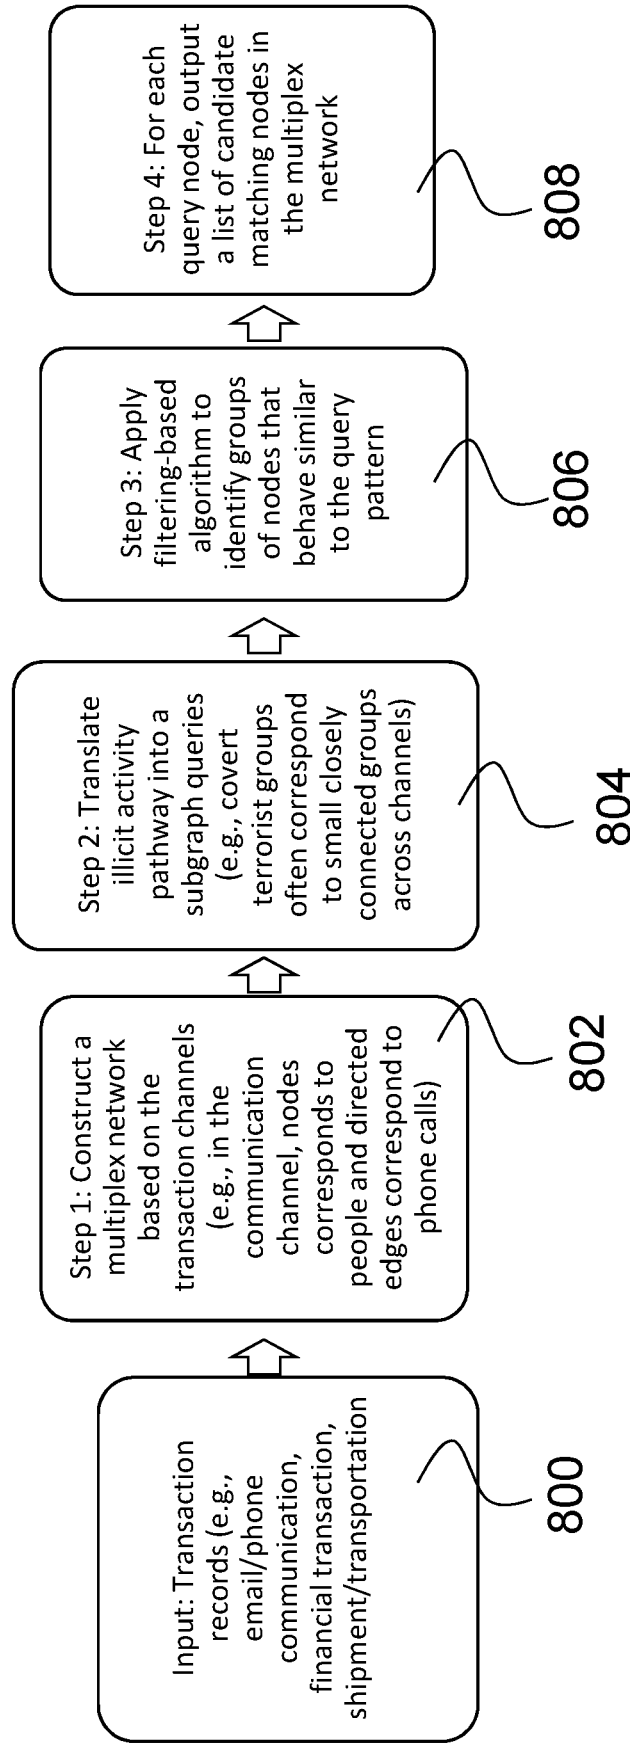 Input: Transaction
records (e.g.,
email/phone
communication,
financial transaction,
shipment/transportation
800
Step 1: Construct a
multiplex network
based on the
transaction channels
(e.g., in the
communication
channel, nodes
corresponds to
people and directed
edges correspond to
phone calls)
802
Step 2: Translate
illicit activity
pathway into a
subgraph queries
(e.g., covert
terrorist groups
often correspond
to small closely
connected groups
across channels)
804
Step 3: Apply
filtering-based
algorithm to
identify groups
of nodes that
behave similar
to the query
pattern
806
Step 4: For each
query node, output
a list of candidate
matching nodes in
the multiplex
network
808